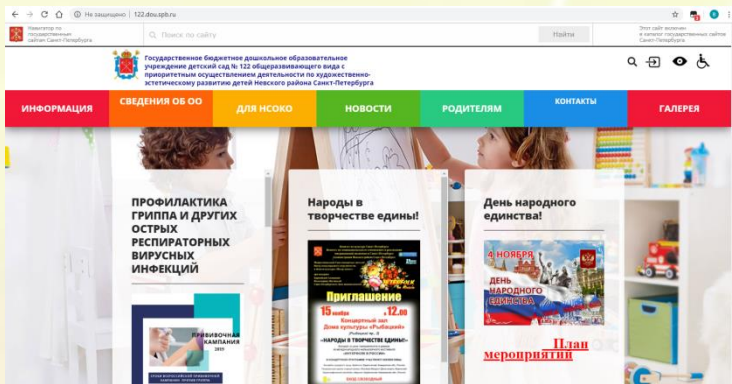 Не защищено | 122.dou.spb.ru
Навигатор по
государственным
сайтам Санкт-Петербурга
Поиск по сайту
Найти
Этот сайт включен
в каталог государственных сайтов
Санкт-Петербурга
Государственное бюджетное дошкольное образовательное
учреждение детский сад № 122 общеразвивающего вида с
приоритетным осуществлением деятельности по художественно-
эстетическому развитию детей Невского района Санкт-Петербурга
ИНФОРМАЦИЯ
СВЕДЕНИЯ ОБ ОО
ДЛЯ НСОКО
НОВОСТИ
РОДИТЕЛЯМ
КОНТАКТЫ
ГАЛЕРЕЯ
ПРОФИЛАКТИКА
ГРИППА И ДРУГИХ
ОСТРЫХ
РЕСПИРАТОРНЫХ
ВИРУСНЫХ
ИНФЕКЦИЙ
ПРИВИВОЧНАЯ
КАМПАНИЯ
2019
Народы в
творчестве едины!
Приглашение
15 ноября в 12.00
Концертный зал
Дома культуры «Рыбацкий»
«НАРОДЫ В ТВОРЧЕСТВЕ ЕДИНЫ!»
ВХОД СВОБОДНЫЙ
День народного
единства!
4 НОЯБРЯ
ДЕНЬ
НАРОДНОГО
ЕДИНСТВА
План
мероприятий